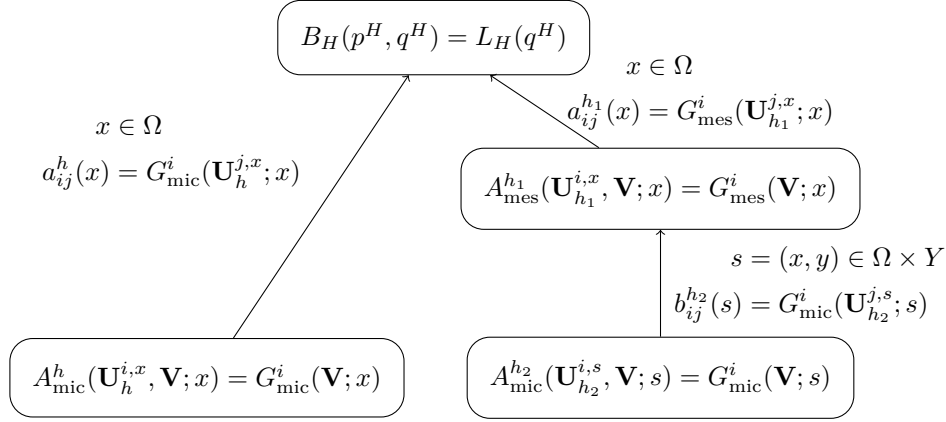 B_H(p^H, q^H) = L_H(q^H)
x ∈ Ω
a_{ij}^{h_1}(x) = G_{mes}^i(𝐔_{h_1}^{j,x}; x)
x ∈ Ω
a_{ij}^h(x) = G_{mic}^i(𝐔_h^{j,x}; x)
A_{mes}^{h_1}(𝐔_{h_1}^{i,x}, 𝐕; x) = G_{mes}^i(𝐕; x)
s = (x, y) ∈ Ω × Y
b_{ij}^{h_2}(s) = G_{mic}^i(𝐔_{h_2}^{j,s}; s)
A_{mic}^h(𝐔_h^{i,x}, 𝐕; x) = G_{mic}^i(𝐕; x)
A_{mic}^{h_2}(𝐔_{h_2}^{i,s}, 𝐕; s) = G_{mic}^i(𝐕; s)